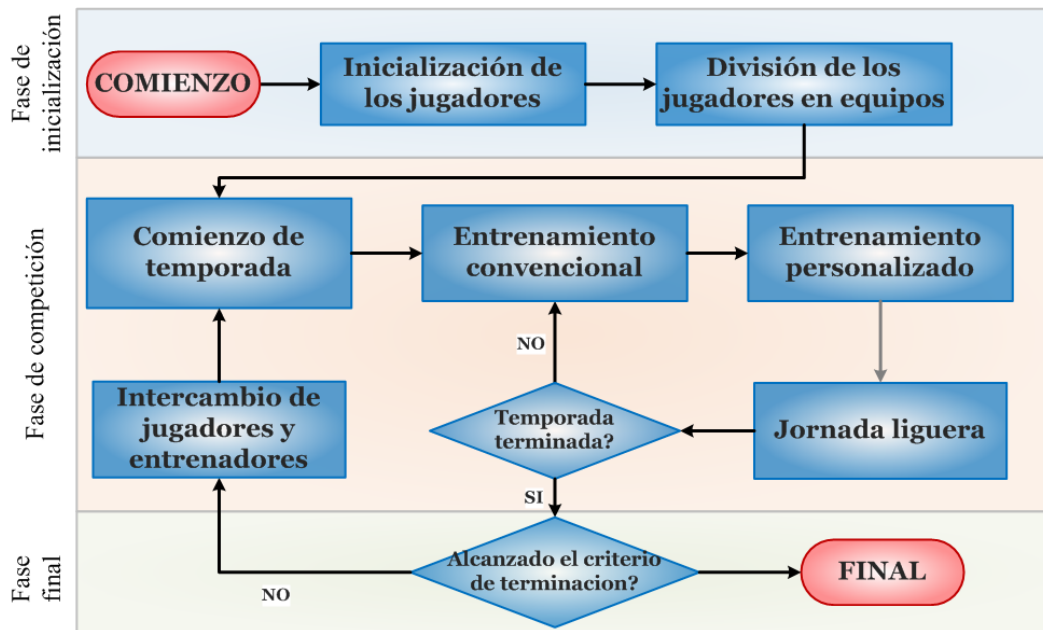 Fase de
inicialización
COMIENZO
Inicialización de
los jugadores
División de los
jugadores en equipos
Fase de competición
Comienzo de
temporada
Entrenamiento
convencional
Entrenamiento
personalizado
NO
Intercambio de
jugadores y
entrenadores
Temporada
terminada?
Jornada liguera
SI
Fase
final
Alcanzado el criterio
de terminacion?
FINAL
NO